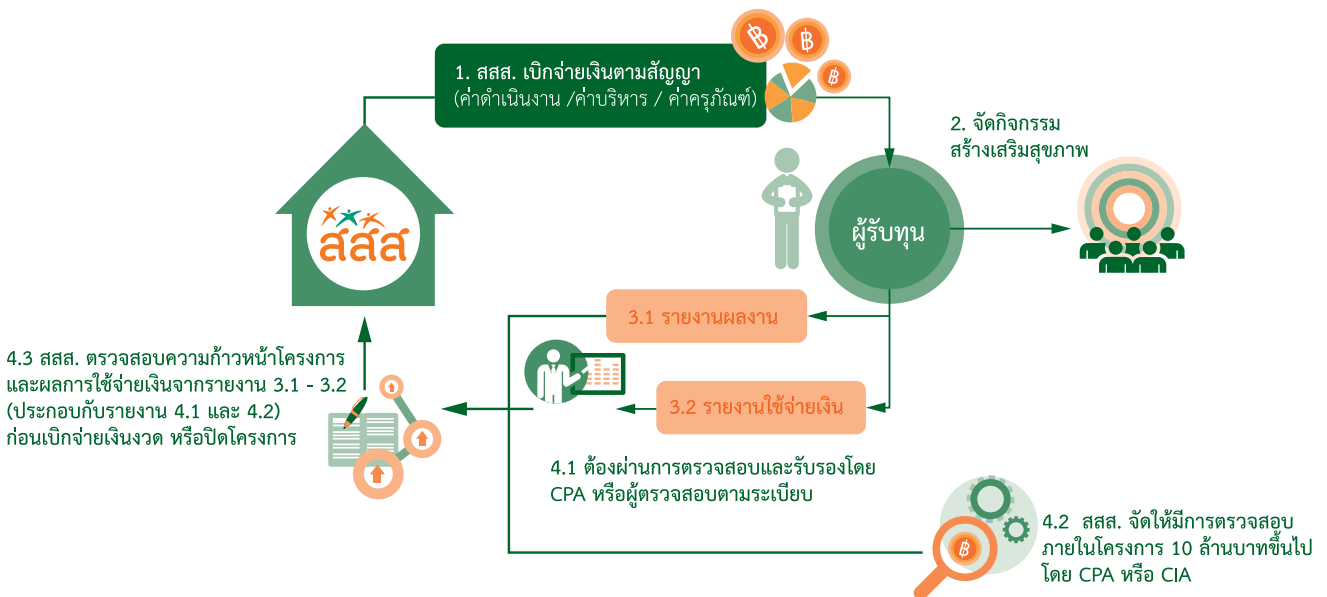 1. สสส. เบิกจ่ายเงินตามสัญญา
(ค่าดำเนินงาน /ค่าบริหาร / ค่าครุภัณฑ์)
฿
฿
฿
2. จัดกิจกรรม
สร้างเสริมสุขภาพ
สสส
ผู้รับทุน
3.1 รายงานผลงาน
4.3 สสส. ตรวจสอบความก้าวหน้าโครงการ
และผลการใช้จ่ายเงินจากรายงาน 3.1 - 3.2
(ประกอบกับรายงาน 4.1 และ 4.2)
ก่อนเบิกจ่ายเงินงวด หรือปิดโครงการ
3.2 รายงานใช้จ่ายเงิน
4.1 ต้องผ่านการตรวจสอบและรับรองโดย
CPA หรือผู้ตรวจสอบตามระเบียบ
฿
4.2 สสส. จัดให้มีการตรวจสอบ
ภายในโครงการ 10 ล้านบาทขึ้นไป
โดย CPA หรือ CIA